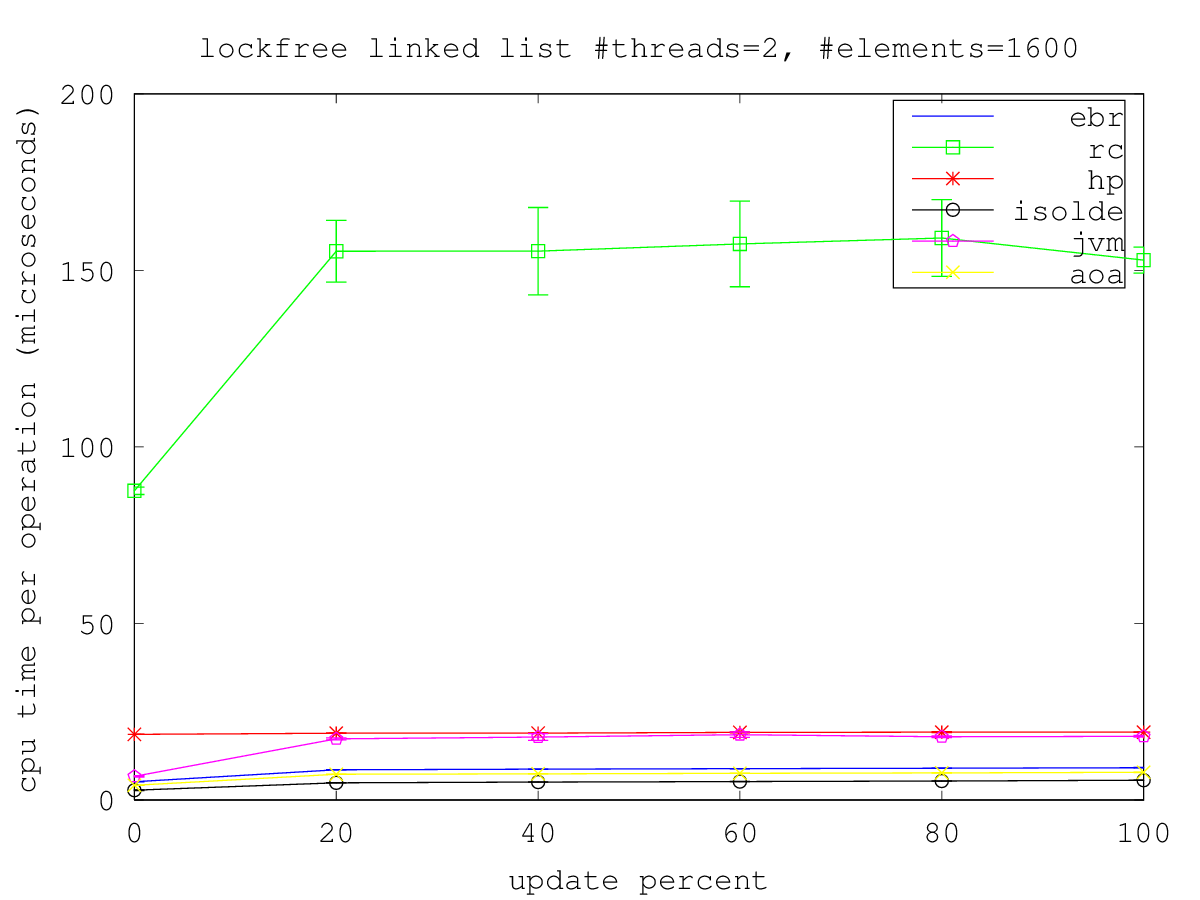 lockfree linked list #threads=2, #elements=1600
cpu time per operation (microseconds)
200
150
100
50
0
ebr
rc
hp
isolde
jvm
aoa
0 20 40 60 80 100
update percent